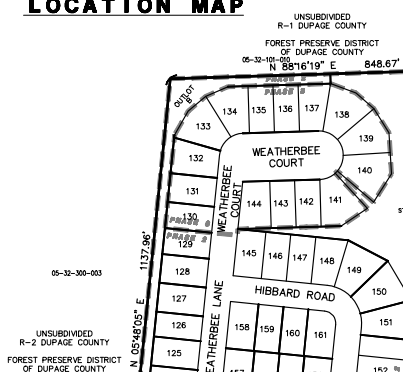 LOCATION MAP
UNSUBDIVIDED
R-1 DUPAGE COUNTY
FOREST PRESERVE DISTRICT
OF DUPAGE COUNTY
05-32-101-010
N 88°16'19" E 848.67'
OUTLOT
B
133
134
135
136
137
138
139
140
132
131
130
WEATHERBEE
COURT
WEATHERBEE
COURT
144
143
142
141
PHASE 2
129
128
127
126
125
145
146
147
148
149
150
151
152
HIBBARD ROAD
158
159
160
161
WEATHERBEE LANE
1137.96'
N 05°48'05" E
05-32-300-003
UNSUBDIVIDED
R-2 DUPAGE COUNTY
FOREST PRESERVE DISTRICT
OF DUPAGE COUNTY